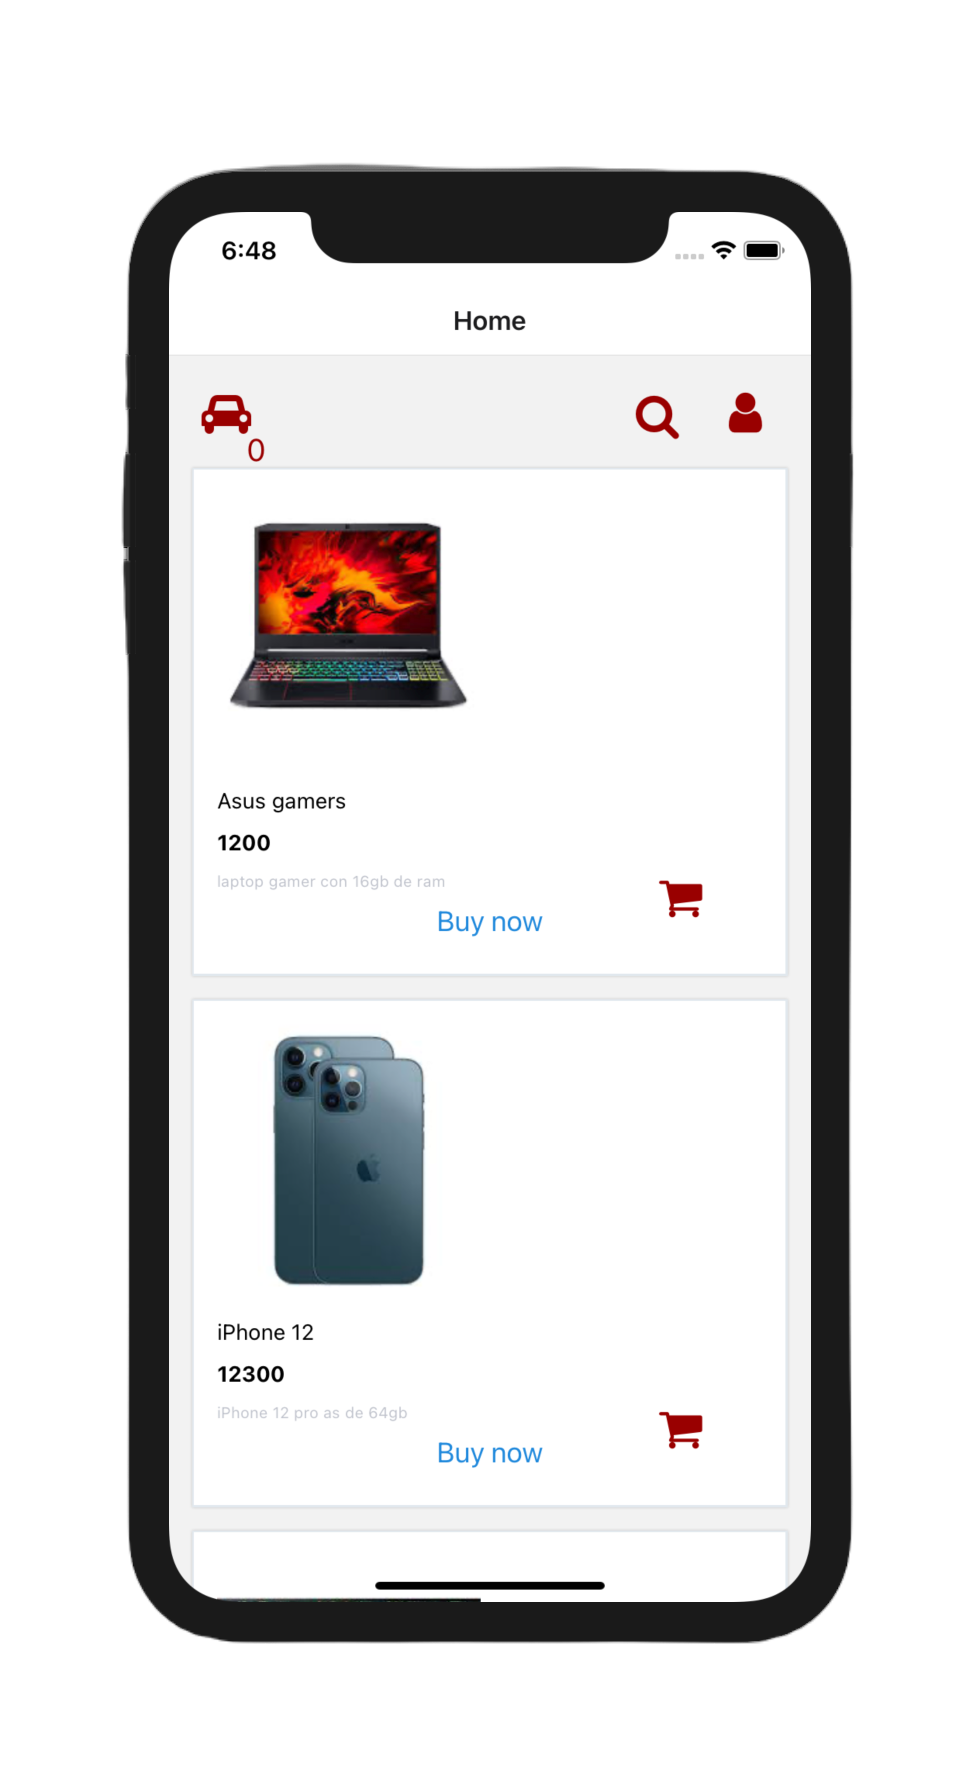 6:48
Home
0
Asus gamers
1200
laptop gamer con 16gb de ram
Buy now
iPhone 12
12300
iPhone 12 pro as de 64gb
Buy now